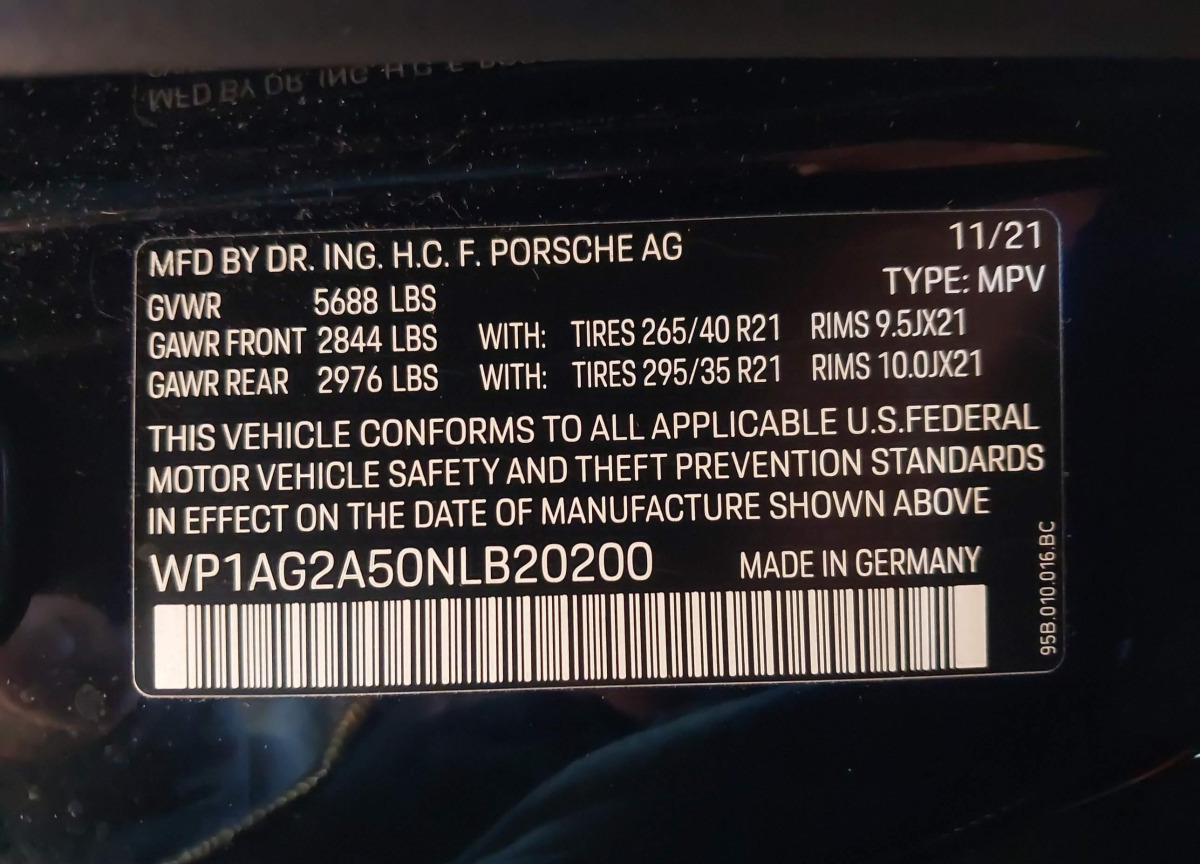 MFD BY DR. ING. H.C. F. PORSCHE AG 11/21
TYPE: MPV
GVWR 5688 LBS
GAWR FRONT 2844 LBS WITH: TIRES 265/40 R21 RIMS 9.5JX21
GAWR REAR 2976 LBS WITH: TIRES 295/35 R21 RIMS 10.0JX21
THIS VEHICLE CONFORMS TO ALL APPLICABLE U.S.FEDERAL
MOTOR VEHICLE SAFETY AND THEFT PREVENTION STANDARDS
IN EFFECT ON THE DATE OF MANUFACTURE SHOWN ABOVE
WP1AG2A50NLB20200 MADE IN GERMANY
95B.010.016.BC